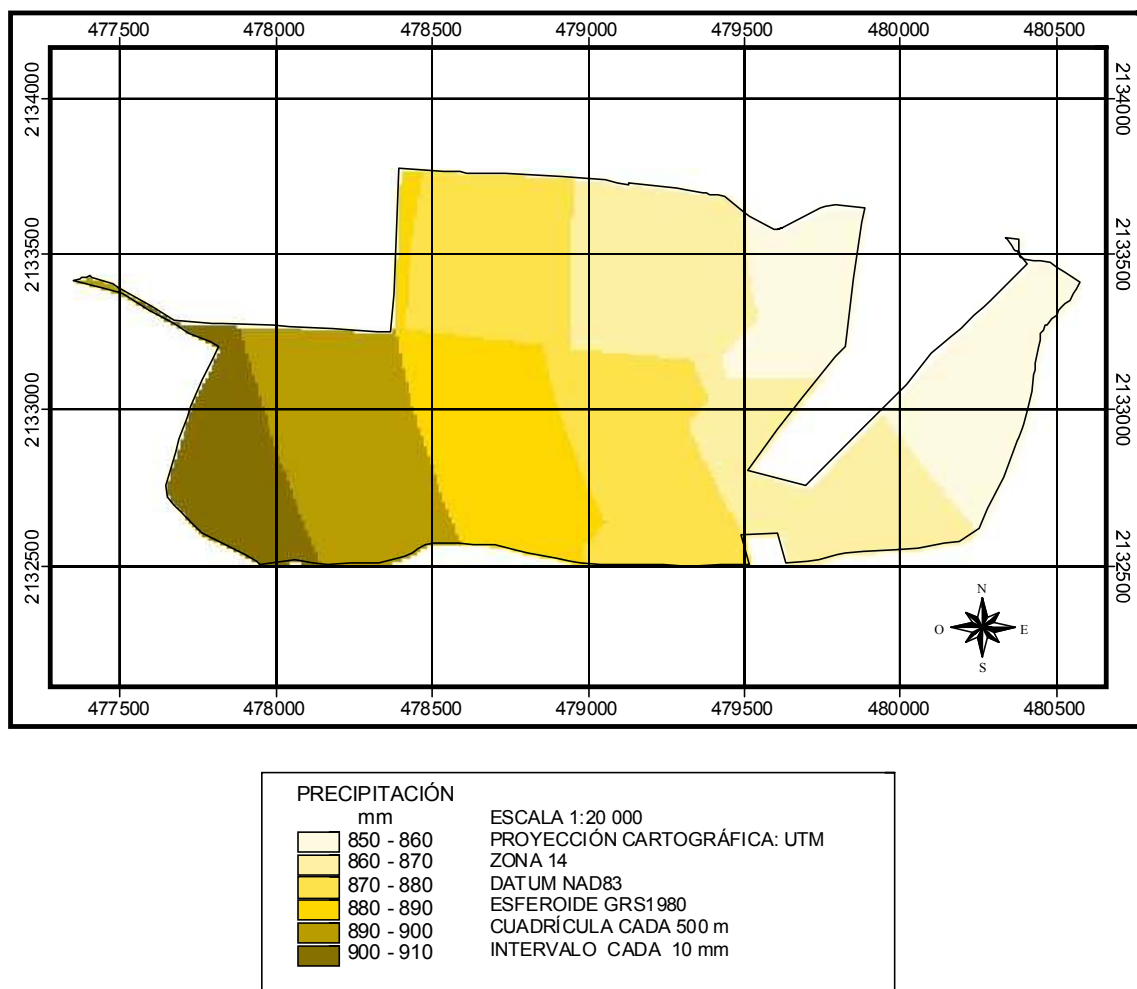 477500 478000 478500 479000 479500 480000 480500
2134000 2134000
2133500 2133500
2133000 2133000
2132500 2132500
N
O E
S
477500 478000 478500 479000 479500 480000 480500
PRECIPITACIÓN
mm ESCALA 1:20 000
850 - 860 PROYECCIÓN CARTOGRÁFICA: UTM
860 - 870 ZONA 14
870 - 880 DATUM NAD83
880 - 890 ESFEROIDE GRS1980
890 - 900 CUADRÍCULA CADA 500 m
900 - 910 INTERVALO CADA 10 mm